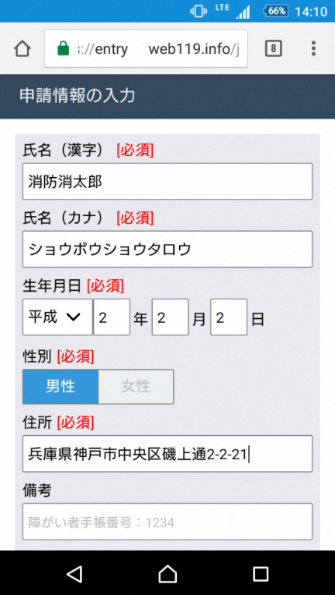 LTE 66% 14:10
://entry web119.info/j 8
申請情報の入力
氏名（漢字） [必須]
消防消太郎
氏名（カナ） [必須]
ショウボウショウタロウ
生年月日 [必須]
平成 2 年 2 月 2 日
性別 [必須]
男性 女性
住所 [必須]
兵庫県神戸市中央区磯上通2-2-21
備考
障がい者手帳番号：1234